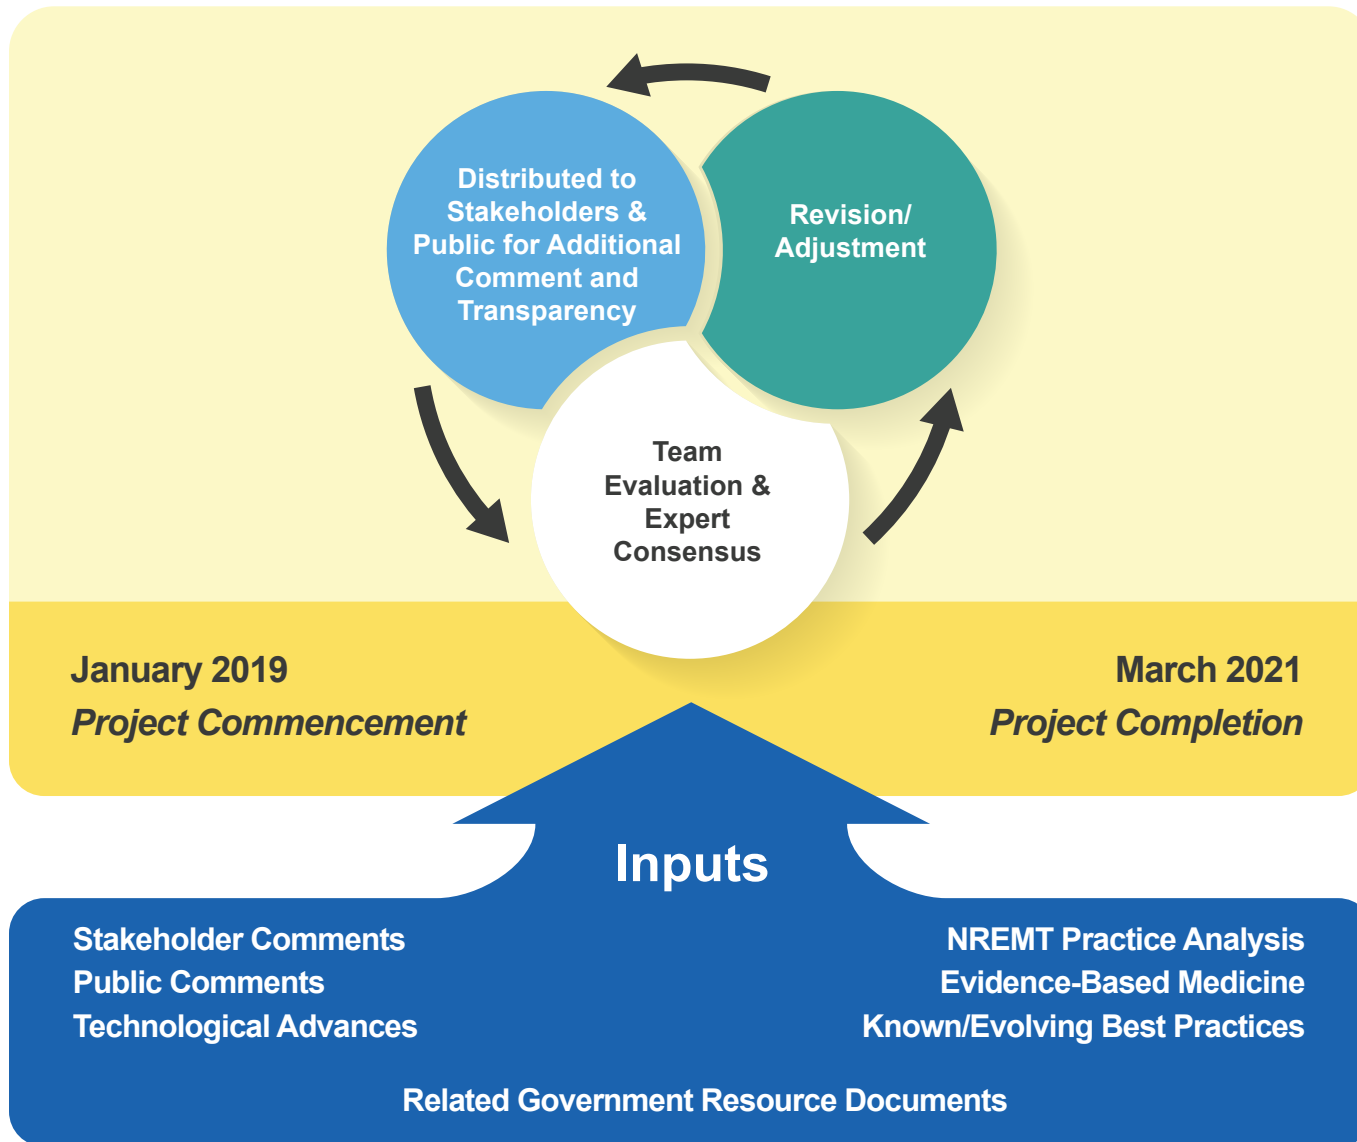 Distributed to
Stakeholders &
Public for Additional
Comment and
Transparency
Revision/
Adjustment
Team
Evaluation &
Expert
Consensus
January 2019
Project Commencement
March 2021
Project Completion
Inputs
Stakeholder Comments
Public Comments
Technological Advances
NREMT Practice Analysis
Evidence-Based Medicine
Known/Evolving Best Practices
Related Government Resource Documents